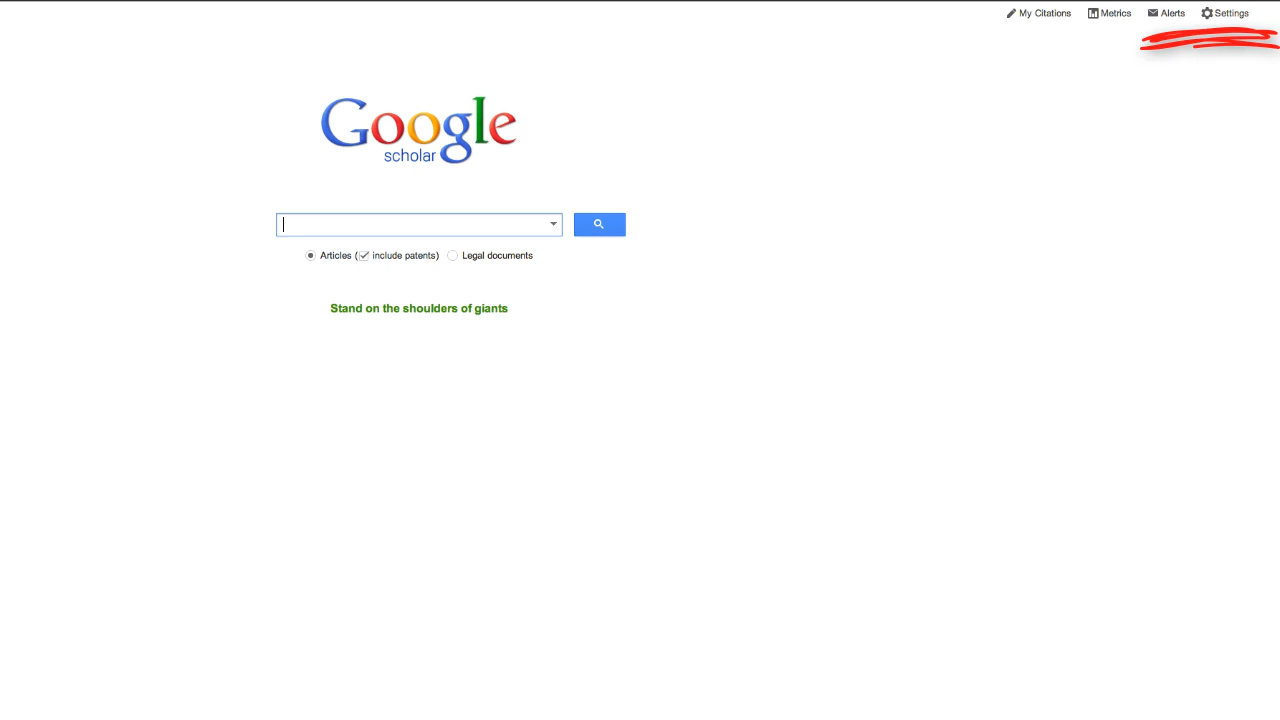 My Citations Metrics Alerts Settings
Google
scholar
Articles ( include patents) Legal documents
Stand on the shoulders of giants